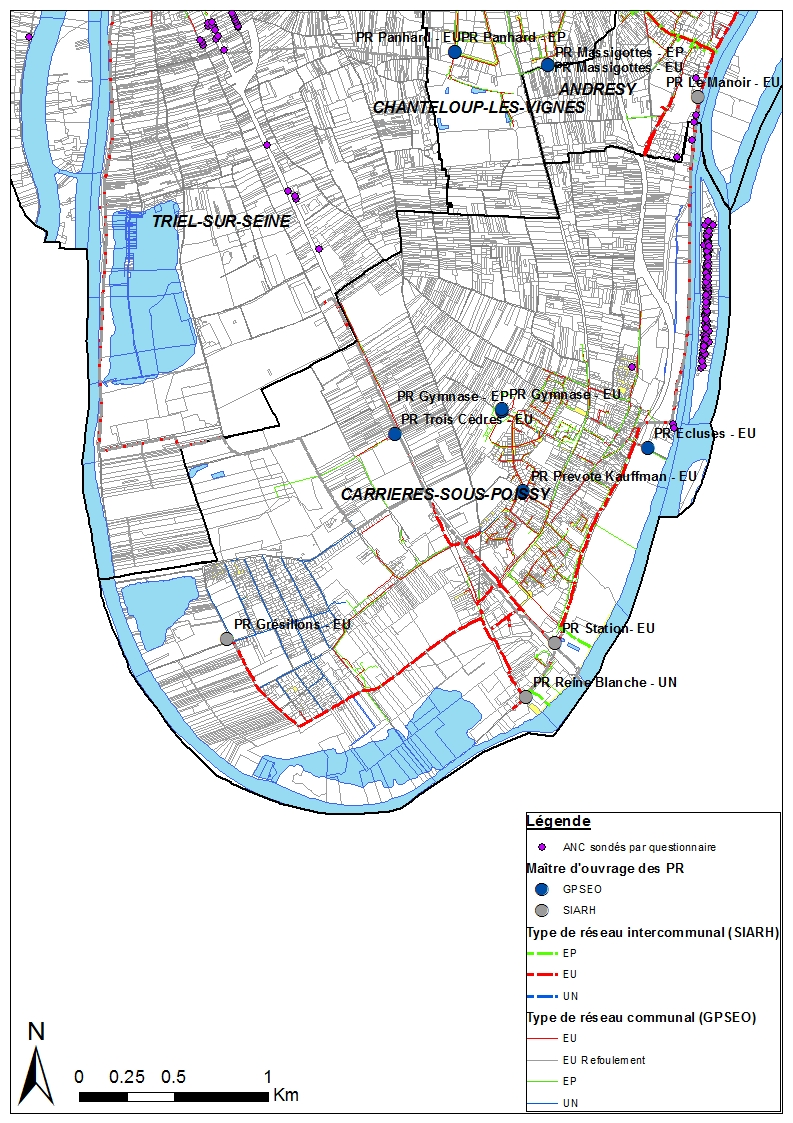 PR Panhard - EU
PR Panhard - EP
PR Massigottes - EP
PR Massigottes - EU
ANDRESY
PR Le Manoir - EU
CHANTELOUP-LES-VIGNES
TRIEL-SUR-SEINE
PR Gymnase - EP
PR Gymnase - EU
PR Trois Cèdres - EU
PR Ecluses - EU
PR Prevote Kauffman - EU
CARRIERES-SOUS-POISSY
PR Grésillons - EU
PR Station- EU
PR Reine Blanche - UN
Légende
ANC sondés par questionnaire
Maître d'ouvrage des PR
GPSEO
SIARH
Type de réseau intercommunal (SIARH)
EP
EU
UN
Type de réseau communal (GPSEO)
EU
EU Refoulement
EP
UN
N
0 0.25 0.5 1
Km